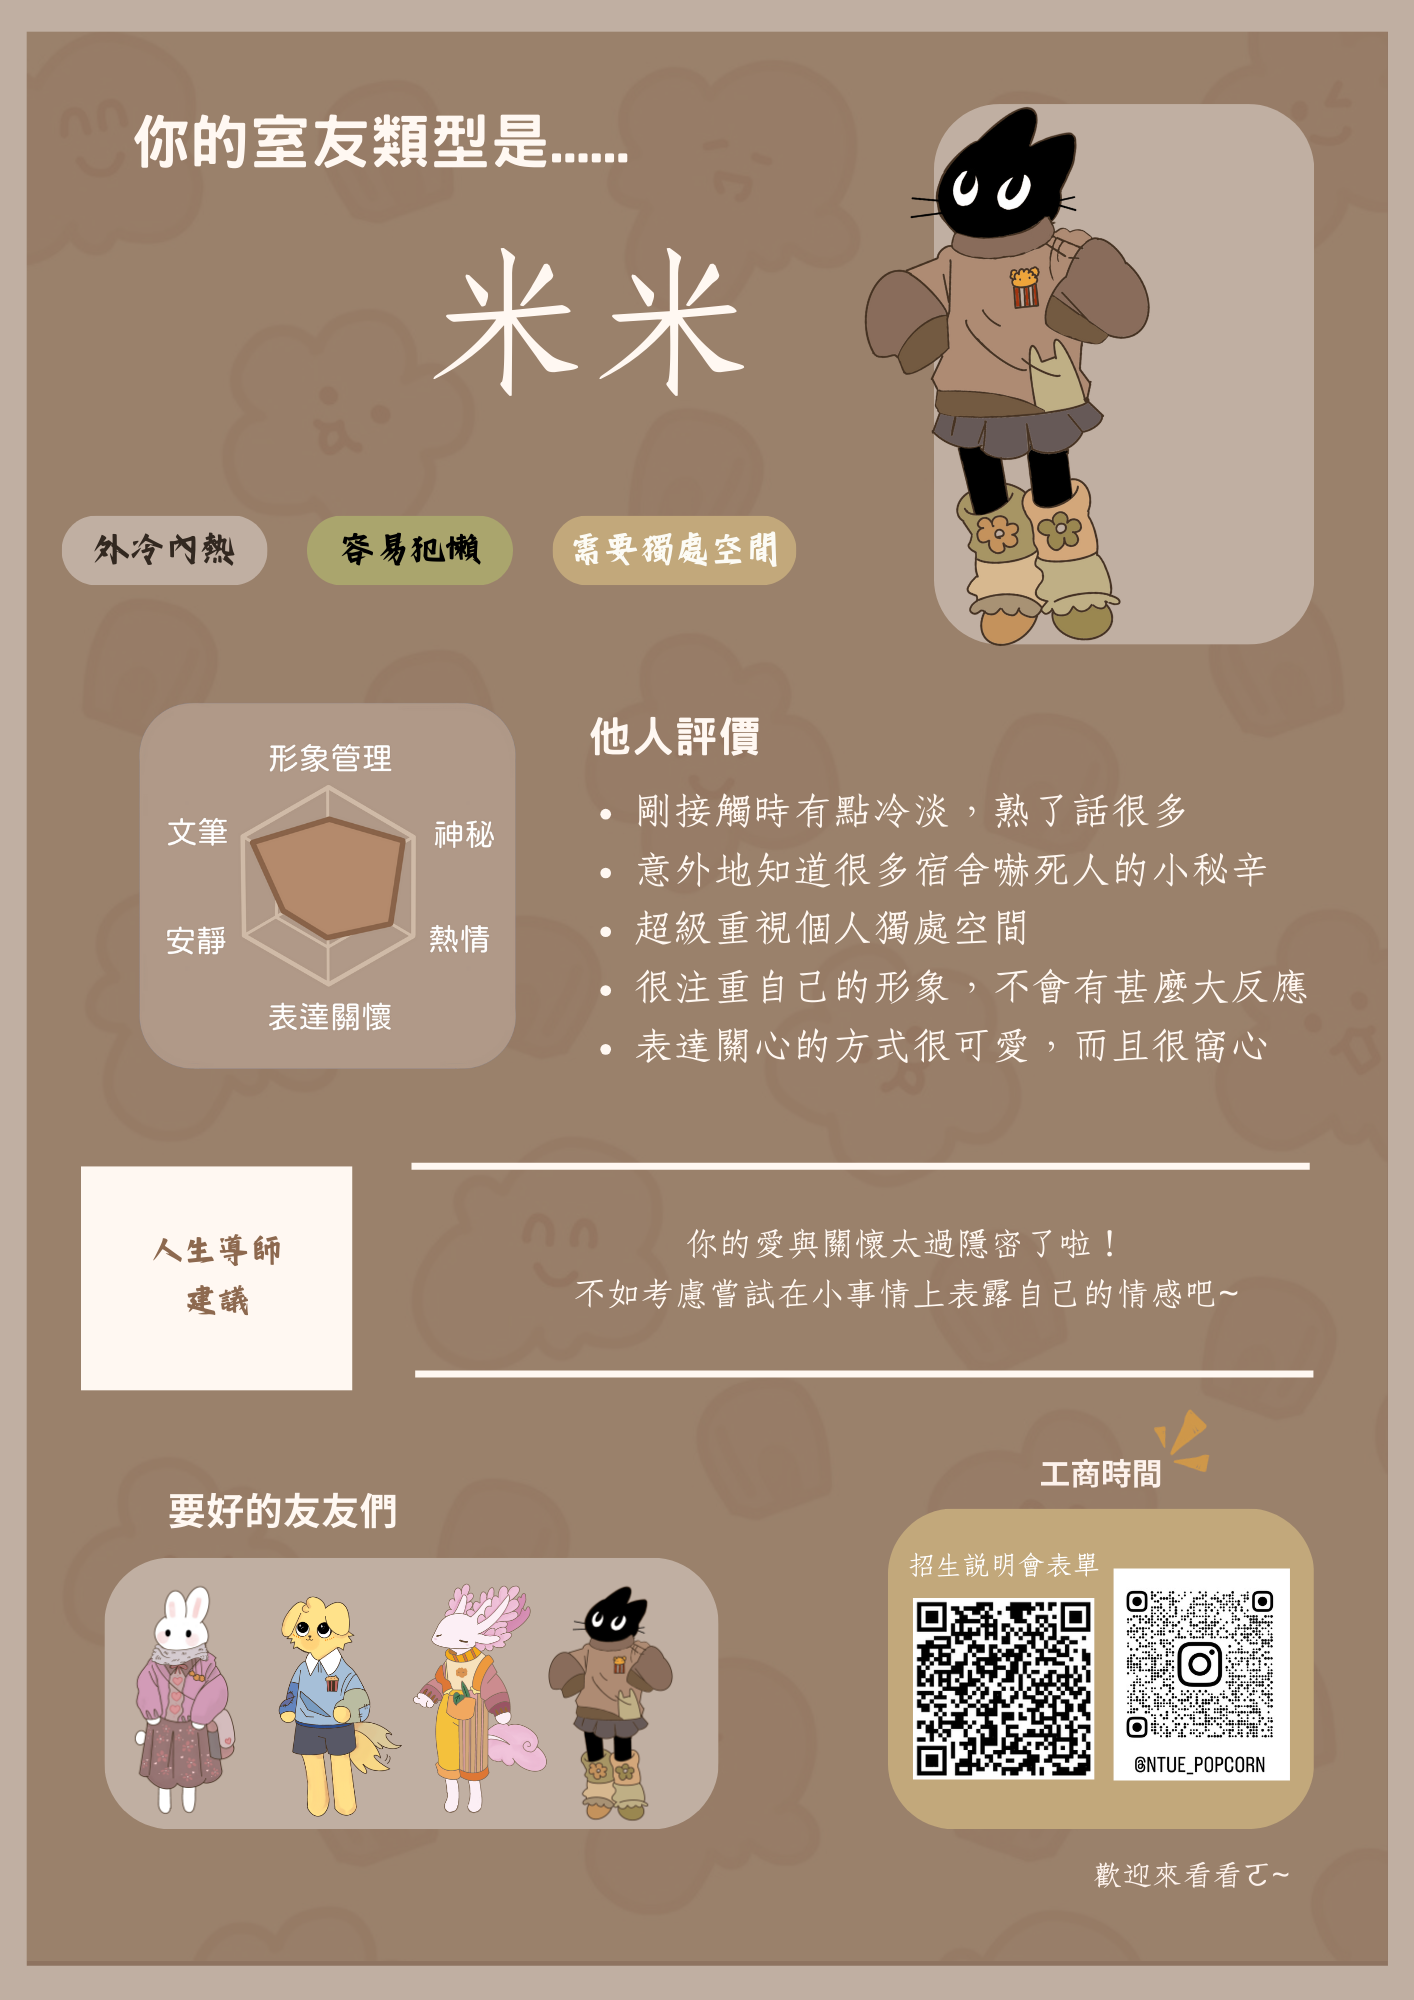 你的室友類型是......
米米
外冷內熱
容易犯懶
需要獨處空間
形象管理
文筆
神秘
安靜
熱情
表達關懷
他人評價
• 剛接觸時有點冷淡，熟了話很多
• 意外地知道很多宿舍嚇死人的小秘辛
• 超級重視個人獨處空間
• 很注重自己的形象，不會有甚麼大反應
• 表達關心的方式很可愛，而且很窩心
人生導師
建議
你的愛與關懷太過隱密了啦！
不如考慮嘗試在小事情上表露自己的情感吧~
要好的友友們
工商時間
招生説明會表單
@NTUE_POPCORN
歡迎來看看ㄛ~